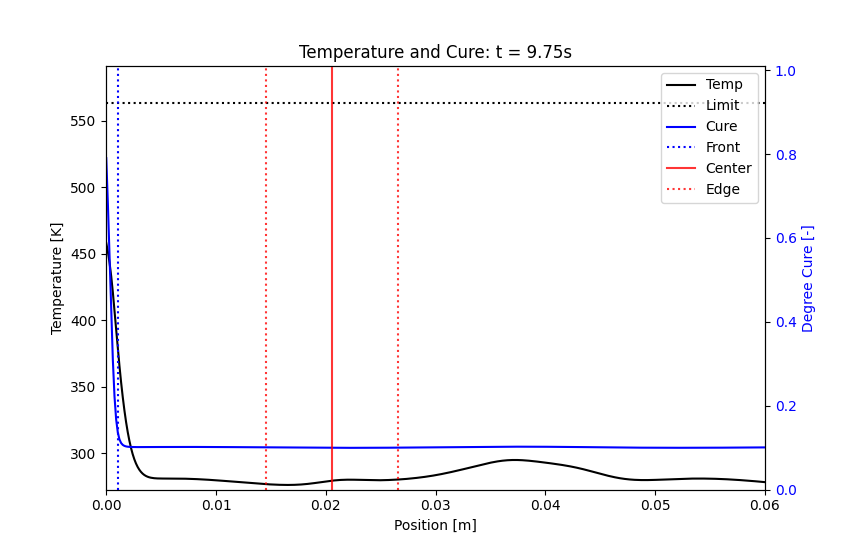 Temperature and Cure: t = 9.75s
Temp
Limit
Cure
Front
Center
Edge
Temperature [K]
550
500
450
400
350
300
Degree Cure [-]
1.0
0.8
0.6
0.4
0.2
0.0
0.00 0.01 0.02 0.03 0.04 0.05 0.06
Position [m]